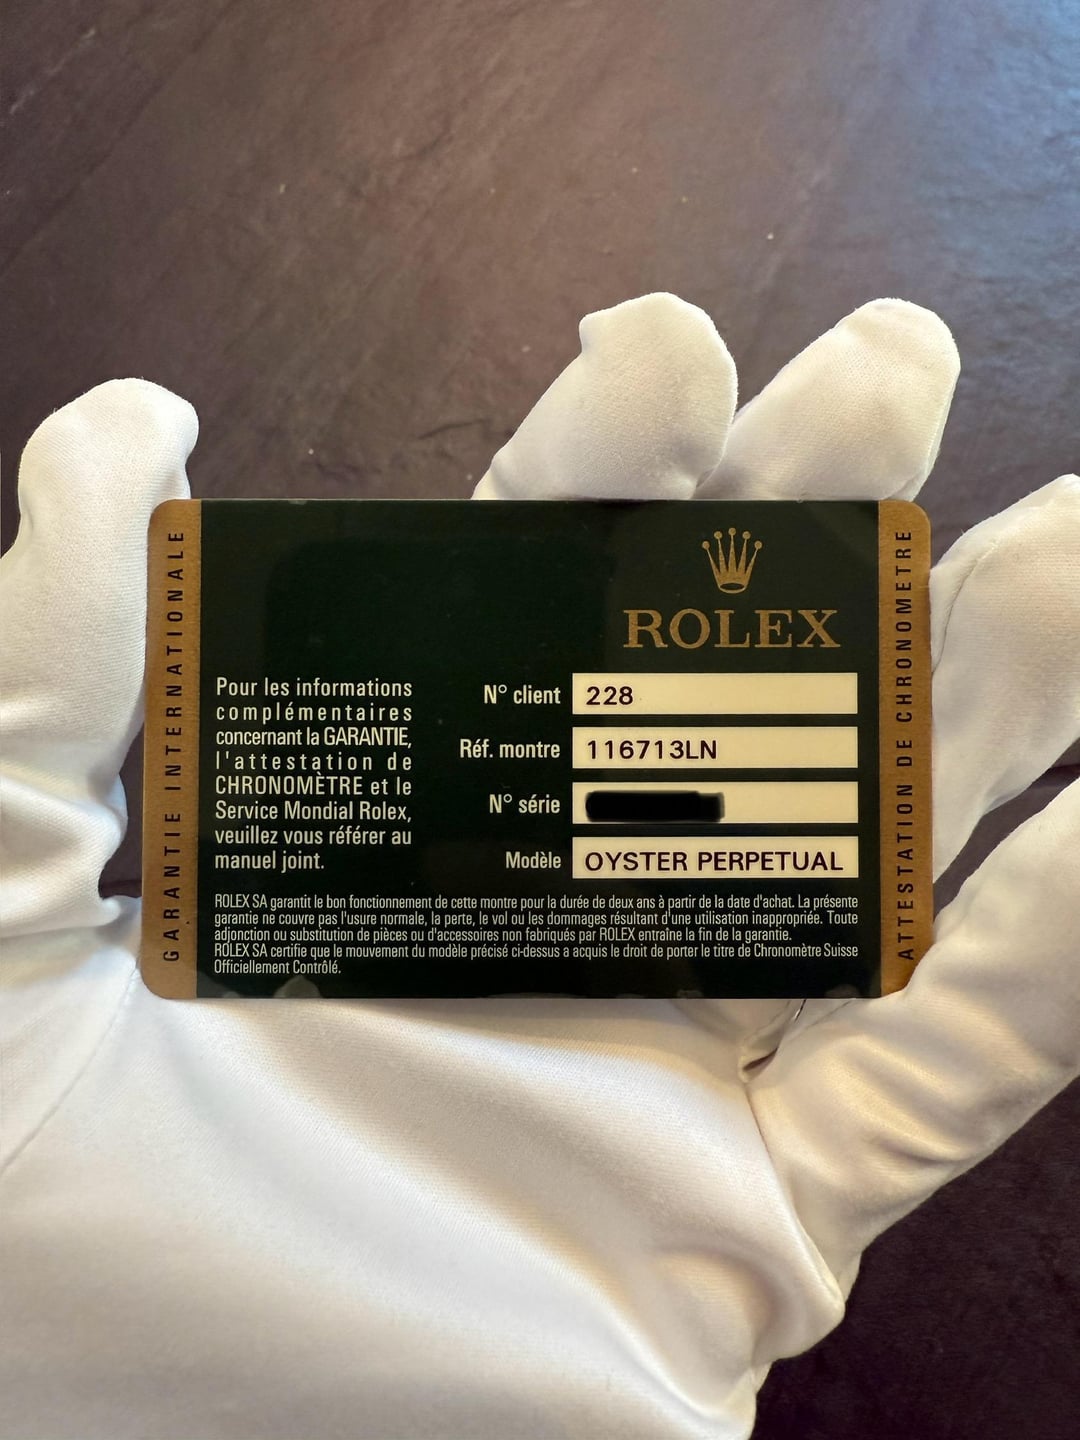 GARANTIE INTERNATIONALE
ROLEX
Pour les informations
complémentaires
concernant la GARANTIE,
l'attestation de
CHRONOMÈTRE et le
Service Mondial Rolex,
veuillez vous référer au
manuel joint.
N° client 228
Réf. montre 116713LN
N° série
Modèle OYSTER PERPETUAL
ROLEX SA garantit le bon fonctionnement de cette montre pour la durée de deux ans à partir de la date d'achat. La présente
garantie ne couvre pas l'usure normale, la perte, le vol ou les dommages résultant d'une utilisation inappropriée. Toute
adjonction ou substitution de pièces ou d'accessoires non fabriqués par ROLEX entraîne la fin de la garantie.
ROLEX SA certifie que le mouvement du modèle précisé ci-dessus a acquis le droit de porter le titre de Chronomètre Suisse
Officiellement Contrôlé.
ATTESTATION DE CHRONOMETRE